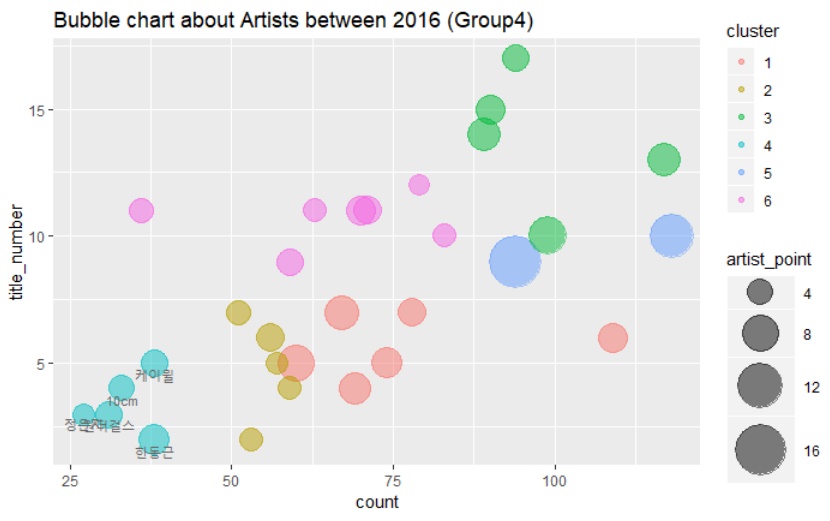 Bubble chart about Artists between 2016 (Group4)
title_number
15
10
5
케이윌
10cm
한동근
25
50
75
100
count
cluster
1
2
3
4
5
6
artist_point
4
8
12
16